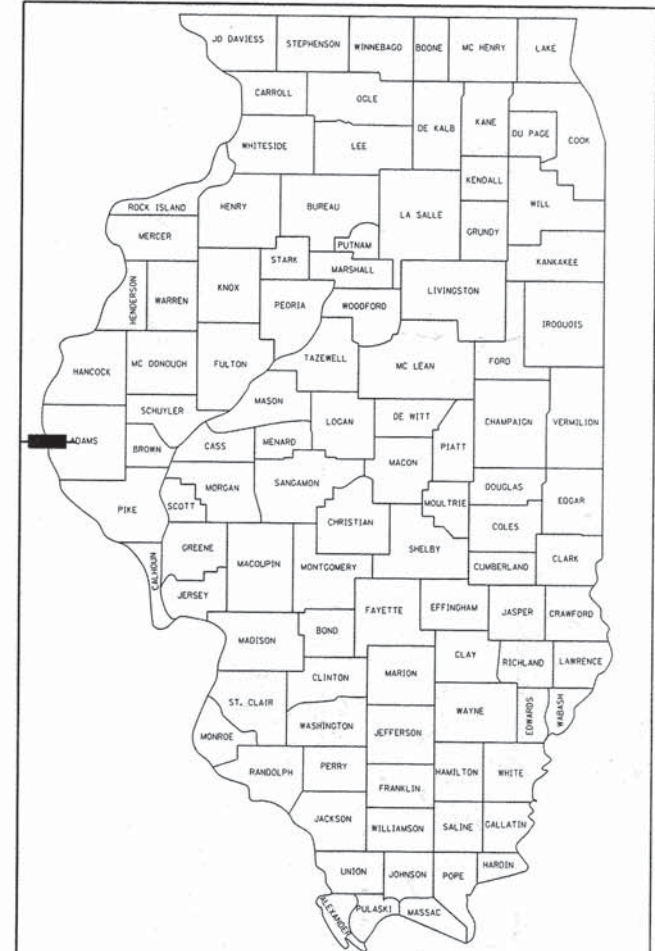 JO DAVIESS STEPHENSON WINNEBAGO BOONE MC HENRY LAKE
CARROLL OGLE DE KALB KANE DU PAGE COOK
WHITESIDE LEE KENDALL WILL
ROCK ISLAND HENRY BUREAU LA SALLE GRUNDY
MERCER PUTNAM KANKAKEE
HENDERSON WARREN KNOX STARK MARSHALL LIVINGSTON
PEORIA WOODFORD IROQUOIS
HANCOCK MC DONOUGH FULTON TAZEWELL MC LEAN FORD
SCHUYLER MASON LOGAN DE WITT CHAMPAIGN VERMILION
ADAMS BROWN CASS MENARD MACON PIATT
PIKE SCOTT MORGAN SANGAMON MOULTRIE DOUGLAS EDGAR
CHRISTIAN COLES
CALHOUN GREENE MACOUPIN MONTGOMERY SHELBY CUMBERLAND CLARK
JERSEY FAYETTE EFFINGHAM JASPER CRAWFORD
MADISON BOND CLAY RICHLAND LAWRENCE
CLINTON MARION
ST. CLAIR WAYNE EDWARDS WABASH
MONROE WASHINGTON JEFFERSON
RANDOLPH PERRY HAMILTON WHITE
FRANKLIN
JACKSON WILLIAMSON SALINE GALLATIN
UNION JOHNSON POPE HARDIN
ALEXANDER PULASKI MASSAC